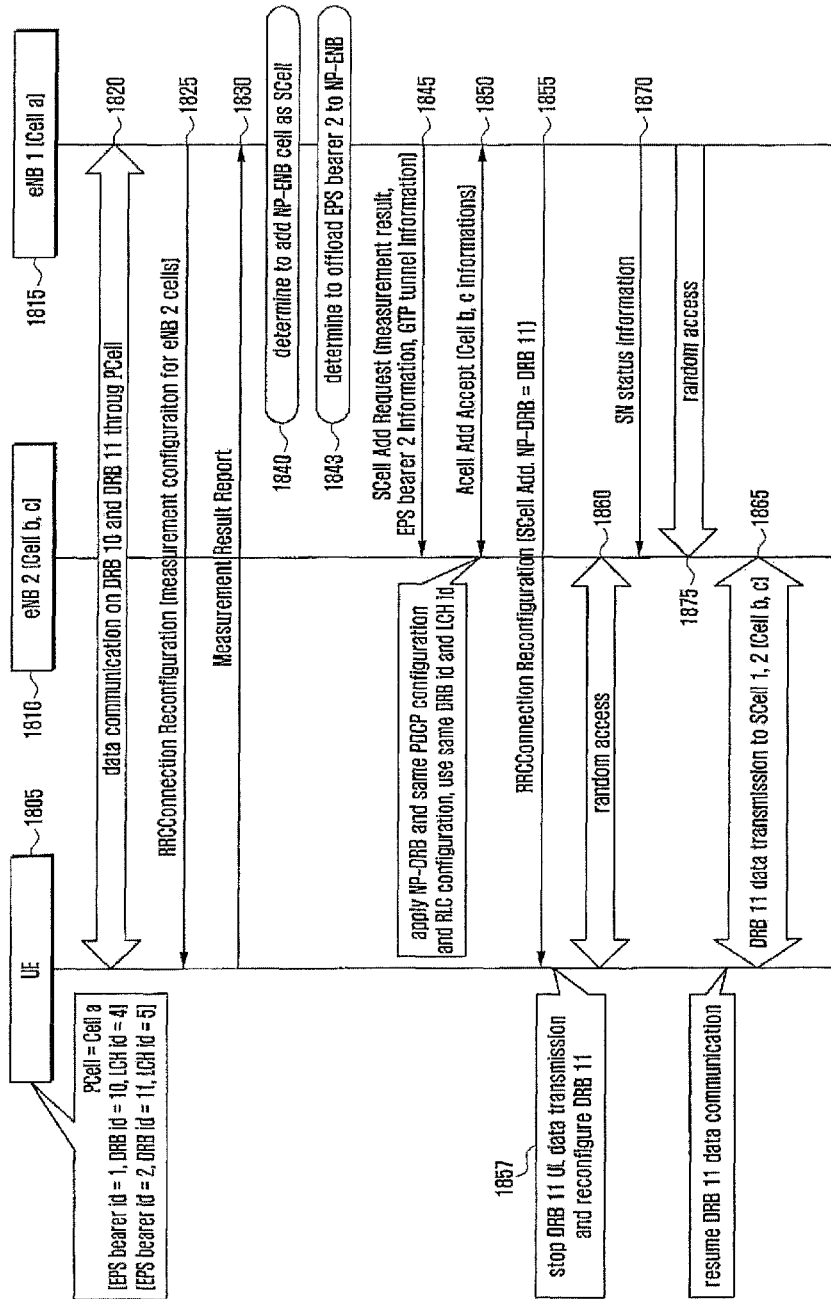 UE
1805
eNB 2 (Cell b, c)
1810
eNB 1 (Cell a)
1815
PCell = Cell a
[EPS bearer id = 1, DRB id = 10, LCH id = 4]
[EPS bearer id = 2, DRB id = 11, LCH id = 5]
data communication on DRB 10 and DRB 11 throug PCell
1820
RRCConnection Reconfiguration (measurement configuraiton for eNB 2 cells)
1825
Measurement Result Report
1830
1840
determine to add NP-ENB cell as SCell
1843
determine to offload EPS bearer 2 to NP-ENB
SCell Add Request (measurement result,
EPS bearer 2 Information, GTP tunnel Information)
1845
apply NP-DRB and same PDCP configuration
and RLC configuration, use same DRB id and LCH id
Acell Add Accept (Cell b, c Informations)
1850
RRCConnection Reconfiguration (SCell Add. NP-DRB = DRB 11)
1855
1857
stop DRB 11 UL data transmission
and reconfigure DRB 11
random access
1860
SN status information
1870
random access
1875
resume DRB 11 data communication
DRB 11 data transmission to SCell 1, 2 (Cell b, c)
1865